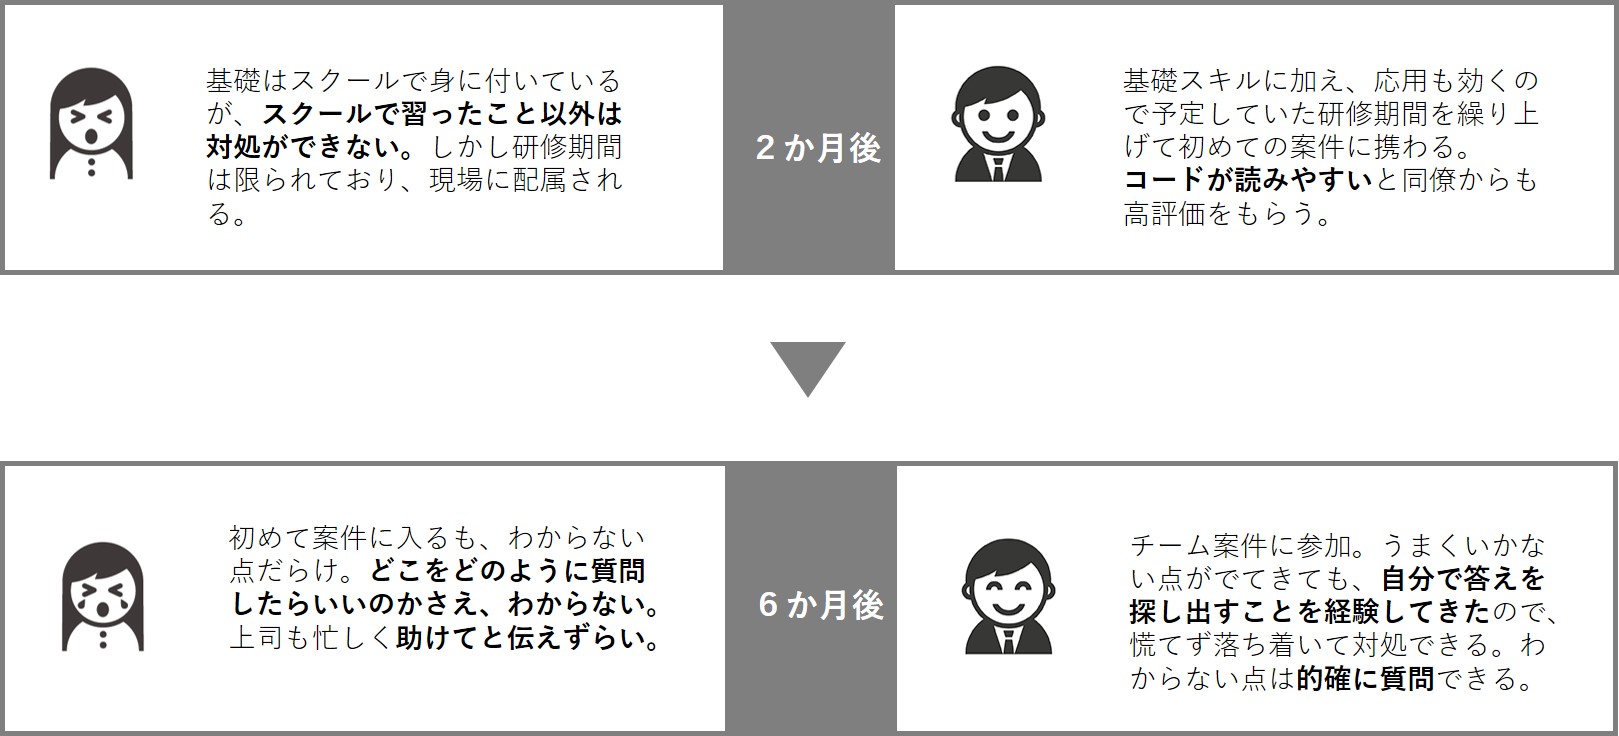 基礎はスクールで身に付いている
が、スクールで習ったこと以外は
対処ができない。しかし研修期間
は限られており、現場に配属され
る。
2か月後
基礎スキルに加え、応用も効くの
で予定していた研修期間を繰り上
げて初めての案件に携わる。
コードが読みやすいと同僚からも
高評価をもらう。
初めて案件に入るも、わからない
点だらけ。どこをどのように質問
したらいいのかさえ、わからない。
上司も忙しく助けてと伝えずらい。
6か月後
チーム案件に参加。うまくいかな
い点がでてきても、自分で答えを
探し出すことを経験してきたので、
慌てず落ち着いて対処できる。わ
からない点は的確に質問できる。